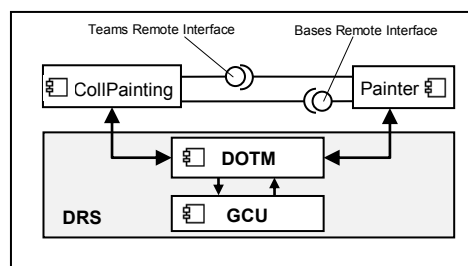 Teams Remote Interface
Bases Remote Interface
CollPainting
Painter
DOTM
GCU
DRS